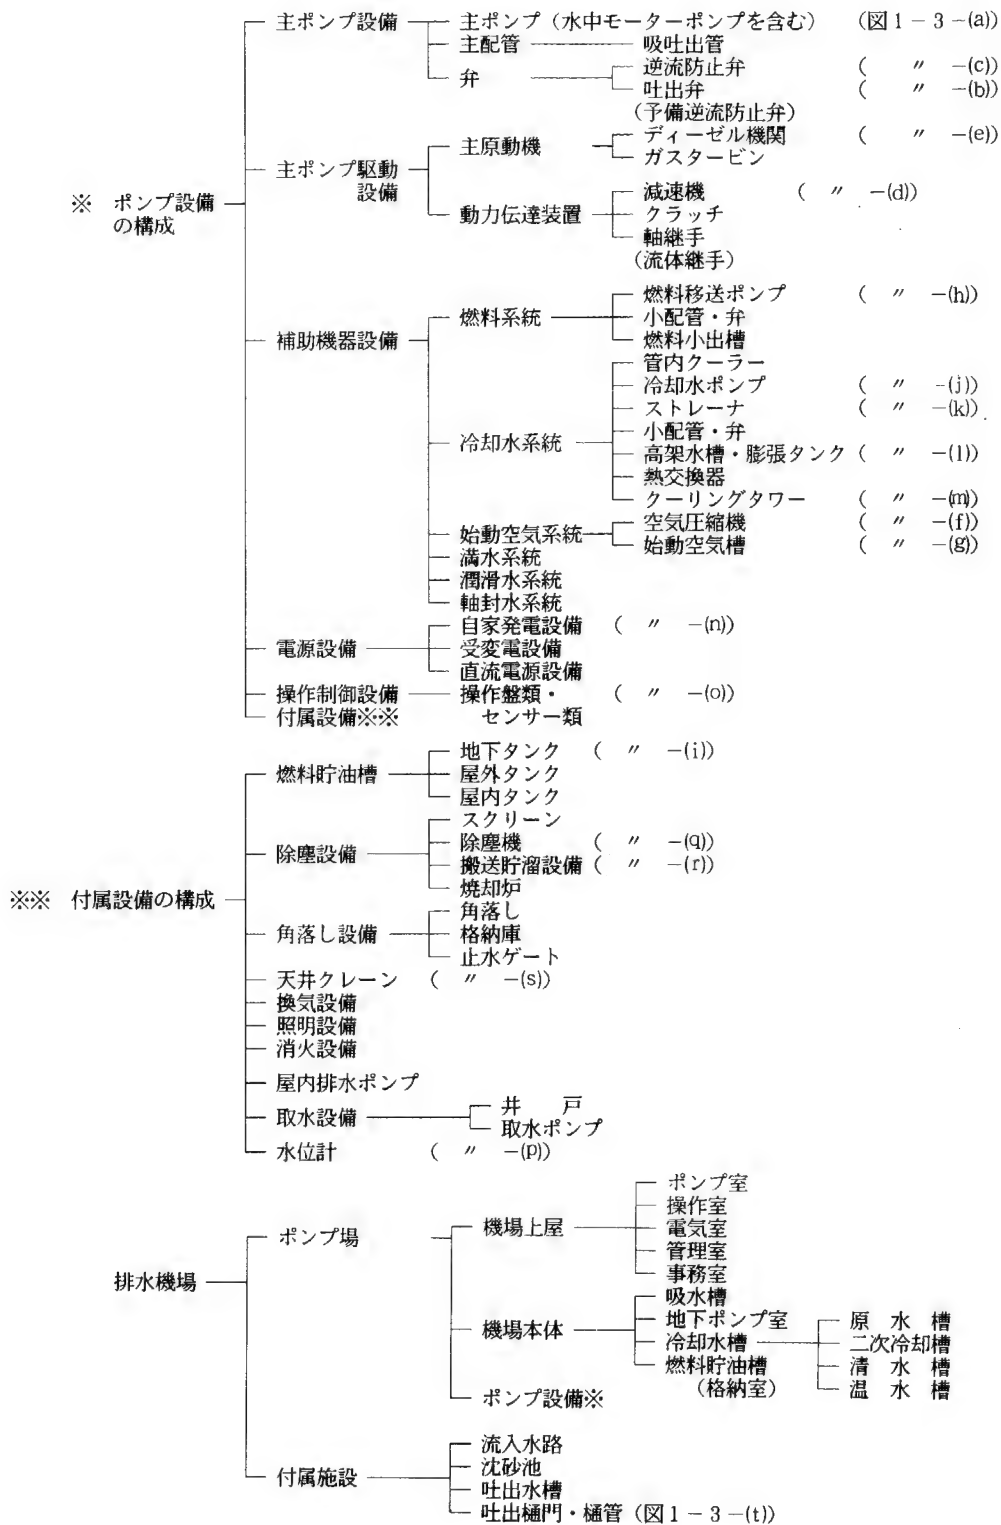 主ポンプ設備 主ポンプ(水中モーターポンプを含む) (図1-3-(a))
主配管 吸吐出管
弁 逆流防止弁 ( 〃 -(c))
吐出弁 ( 〃 -(b))
(予備逆流防止弁)
主原動機 ディーゼル機関 ( 〃 -(e))
ガスタービン
主ポンプ駆動
設備
※ ポンプ設備
の構成
減速機 ( 〃 -(d))
動力伝達装置 クラッチ
軸継手
(流体継手)
燃料移送ポンプ ( 〃 -(h))
燃料系統 小配管・弁
補助機器設備 燃料小出槽
管内クーラー
冷却水ポンプ ( 〃 -(j))
ストレーナ ( 〃 -(k))
冷却水系統 小配管・弁
高架水槽・膨張タンク ( 〃 -(l))
熱交換器
クーリングタワー ( 〃 -(m))
始動空気系統 空気圧縮機 ( 〃 -(f))
始動空気槽 ( 〃 -(g))
満水系統
潤滑水系統
軸封水系統
自家発電設備 ( 〃 -(n))
電源設備 受変電設備
直流電源設備
操作制御設備 操作盤類・ ( 〃 -(o))
付属設備※※ センサー類
地下タンク ( 〃 -(i))
燃料貯油槽 屋外タンク
屋内タンク
スクリーン
除塵設備 除塵機 ( 〃 -(q))
搬送貯溜設備 ( 〃 -(r))
焼却炉
※※ 付属設備の構成
角落し
角落し設備 格納庫
止水ゲート
天井クレーン ( 〃 -(s))
換気設備
照明設備
消火設備
屋内排水ポンプ
取水設備 井 戸
取水ポンプ
水位計 ( 〃 -(p))
ポンプ室
操作室
ポンプ場 機場上屋 電気室
管理室
事務室
排水機場
吸水槽
機場本体 地下ポンプ室 原 水 槽
冷却水槽 二次冷却槽
燃料貯油槽 清 水 槽
(格納室) 温 水 槽
ポンプ設備※
流入水路
付属施設 沈砂池
吐出水槽
吐出樋門・樋管 (図1-3-(t))